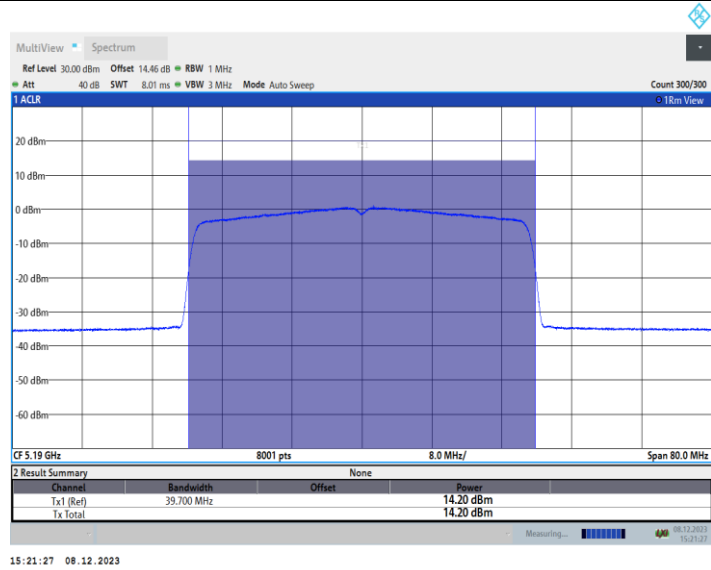 MultiView Spectrum
Ref Level 30.00 dBm Offset 14.46 dB RBW 1 MHz
Att 40 dB SWT 8.01 ms VBW 3 MHz Mode Auto Sweep Count 300/300
1 ACLR 1Rm View
20 dBm
10 dBm
0 dBm
-10 dBm
-20 dBm
-30 dBm
-40 dBm
-50 dBm
-60 dBm
CF 5.19 GHz 8001 pts 8.0 MHz/ Span 80.0 MHz
2 Result Summary None
Channel Bandwidth Offset Power
Tx1 (Ref) 39.700 MHz 14.20 dBm
Tx Total 14.20 dBm
Measuring... 08.12.2023
15:21:27
15:21:27 08.12.2023